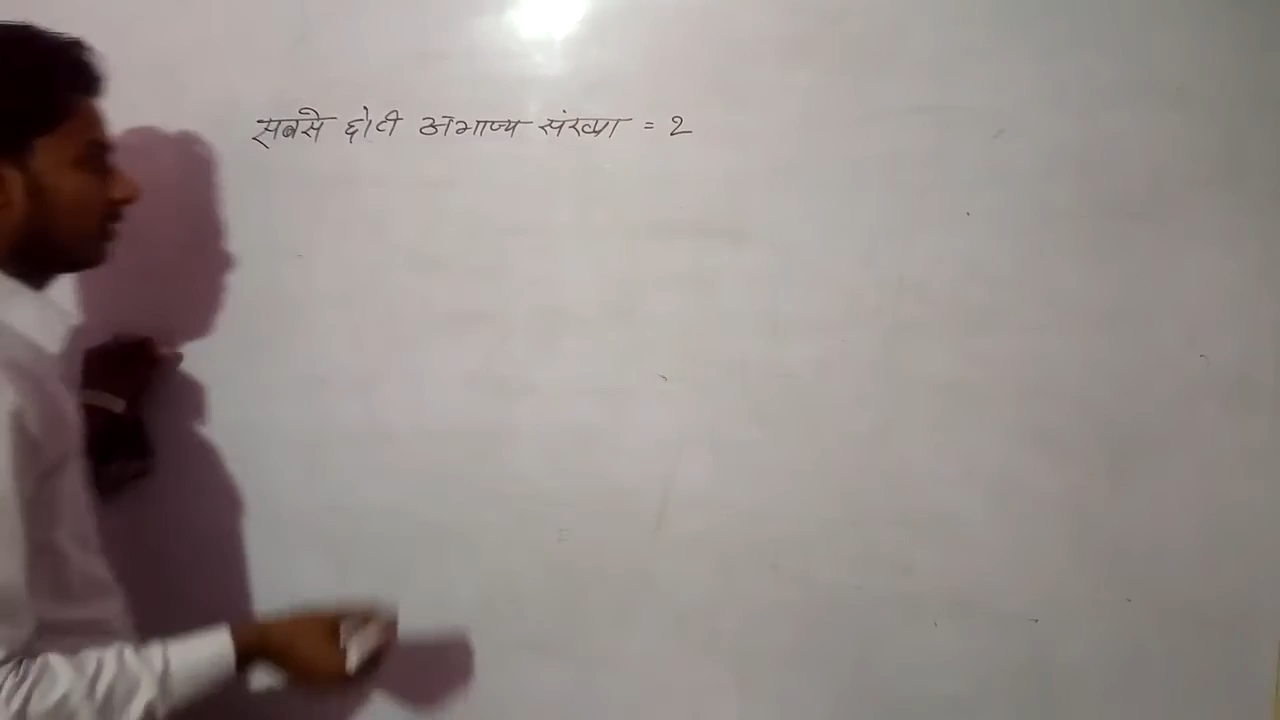 सबसे छोटी अभाज्य संख्या = 2